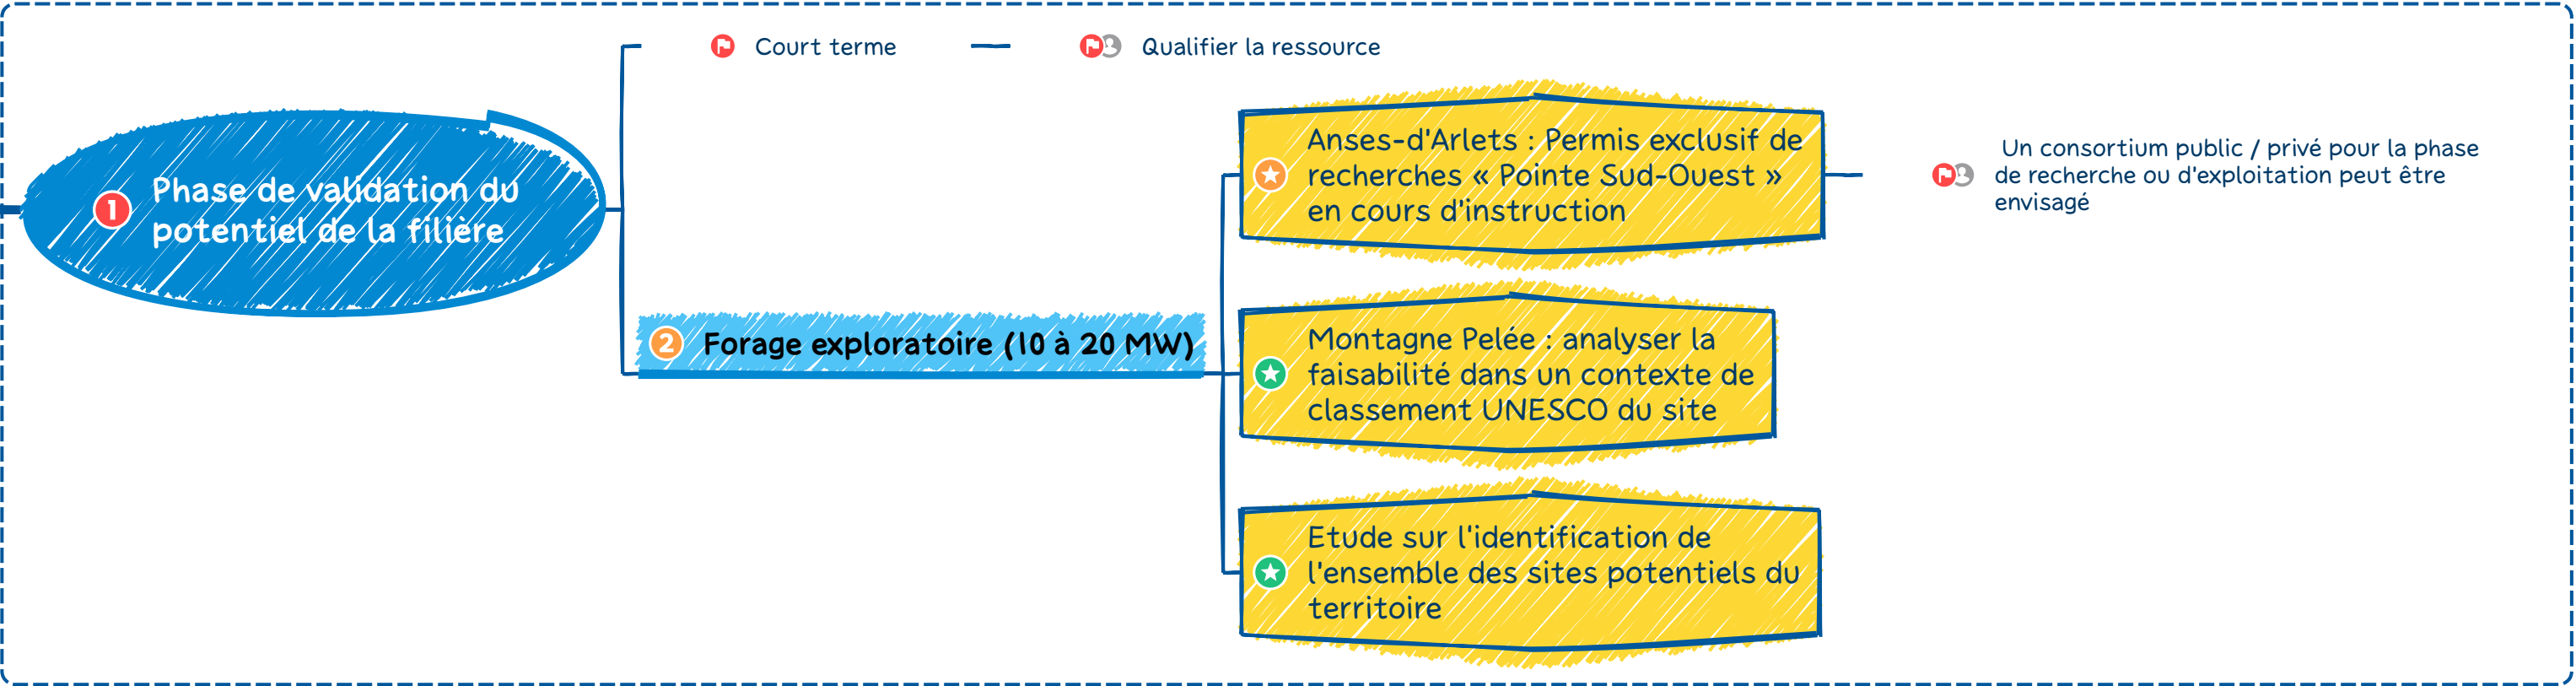 1
Phase de validation du
potentiel de la filière
Court terme
Qualifier la ressource
2
Forage exploratoire (10 à 20 MW)
Anses-d'Arlets : Permis exclusif de
recherches « Pointe Sud-Ouest »
en cours d'instruction
Un consortium public / privé pour la phase
de recherche ou d'exploitation peut être
envisagé
Montagne Pelée : analyser la
faisabilité dans un contexte de
classement UNESCO du site
Etude sur l'identification de
l'ensemble des sites potentiels du
territoire